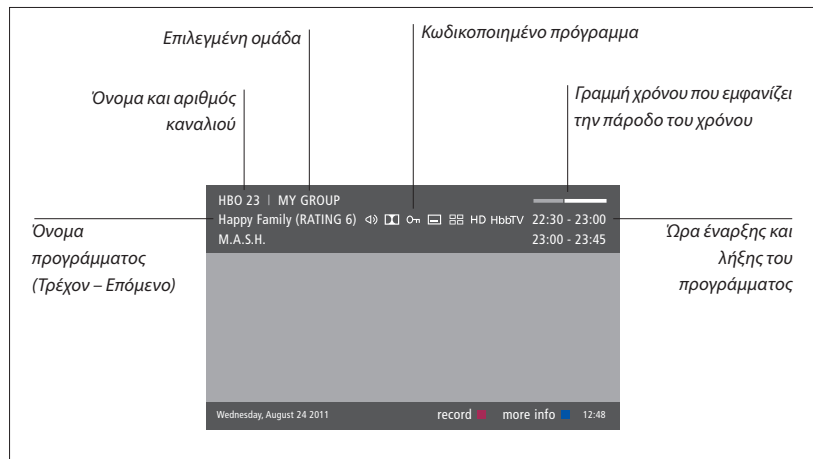 Επιλεγμένη ομάδα
Κωδικοποιημένο πρόγραμμα
Όνομα και αριθμός
καναλιού
Γραμμή χρόνου που εμφανίζει
την πάροδο του χρόνου
HBO 23 | MY GROUP
Happy Family (RATING 6) HD HbbTV 22:30 - 23:00
M.A.S.H. 23:00 - 23:45
Όνομα
προγράμματος
(Τρέχον – Επόμενο)
Ώρα έναρξης και
λήξης του
προγράμματος
Wednesday, August 24 2011 record more info 12:48